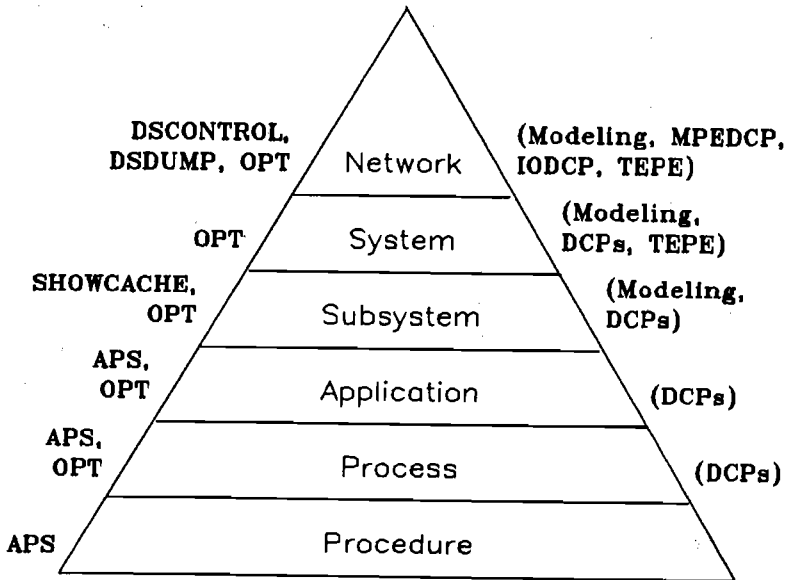 DSCONTROL,
DSDUMP, OPT
Network
(Modeling, MPEDCP,
IODCP, TEPE)
OPT
System
(Modeling,
DCPs, TEPE)
SHOWCACHE,
OPT
Subsystem
(Modeling,
DCPs)
APS,
OPT
Application
(DCPs)
APS,
OPT
Process
(DCPs)
APS
Procedure